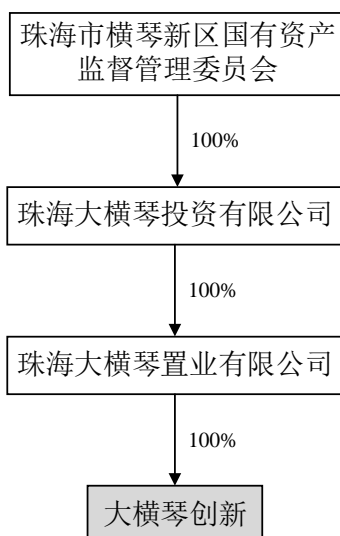 珠海市横琴新区国有资产
监督管理委员会
100%
珠海大横琴投资有限公司
100%
珠海大横琴置业有限公司
100%
大横琴创新